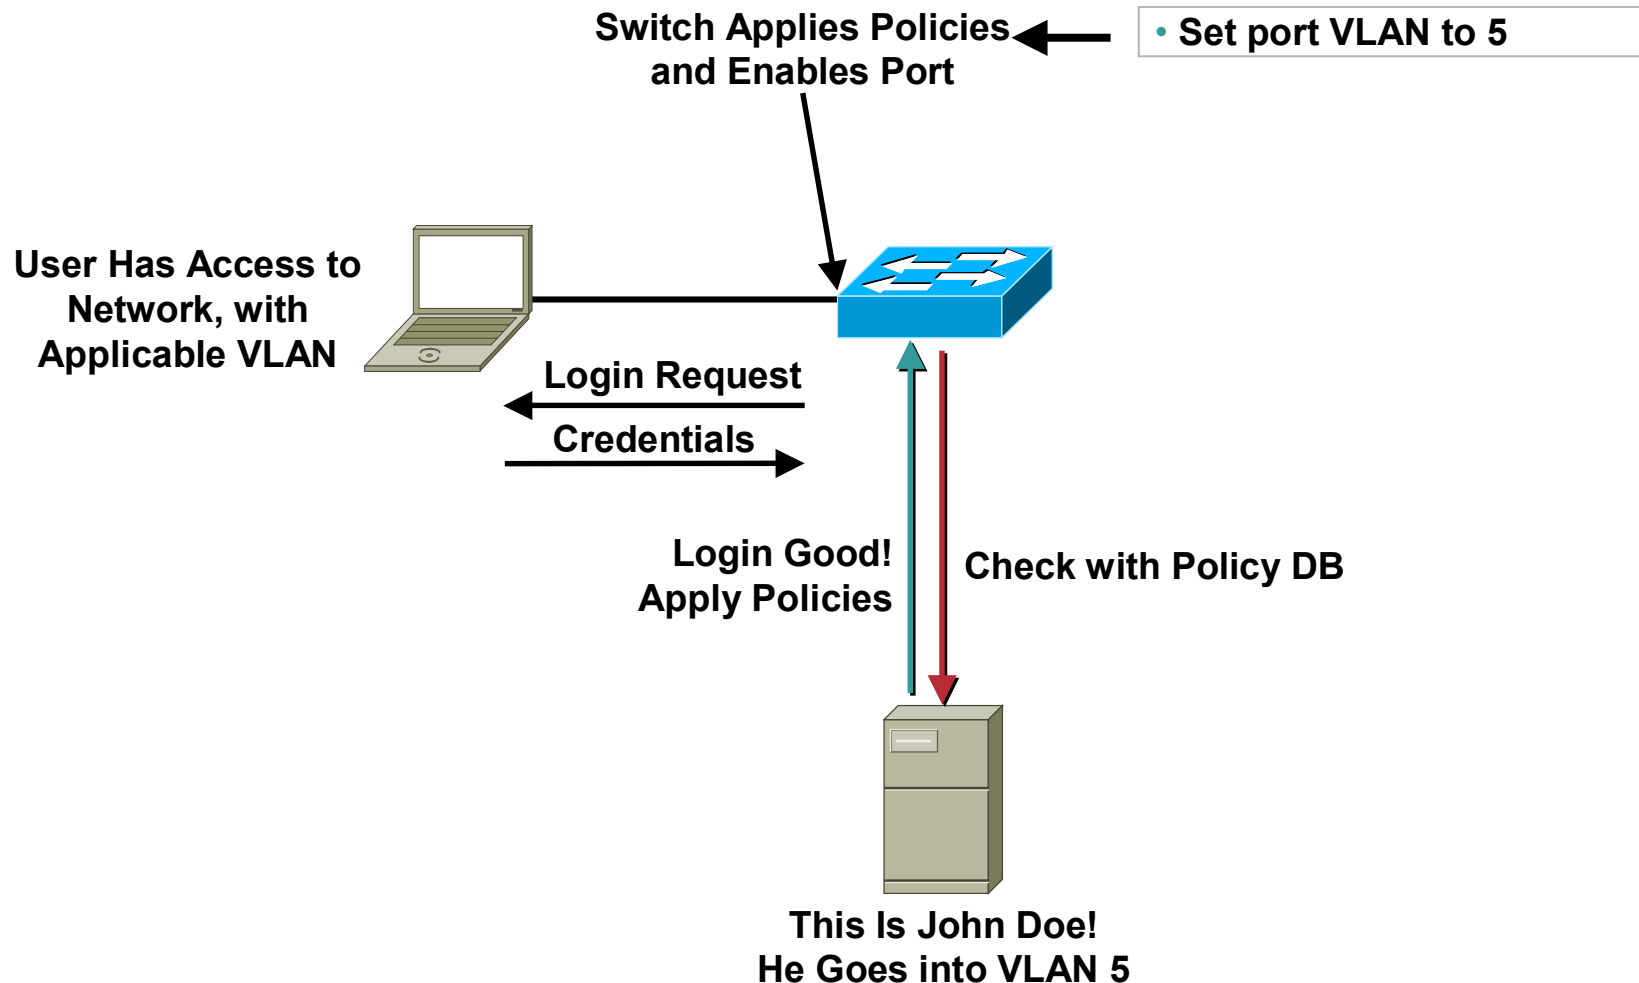 Switch Applies Policies
and Enables Port
• Set port VLAN to 5
User Has Access to
Network, with
Applicable VLAN
Login Request
Credentials
Login Good!
Apply Policies
Check with Policy DB
This Is John Doe!
He Goes into VLAN 5